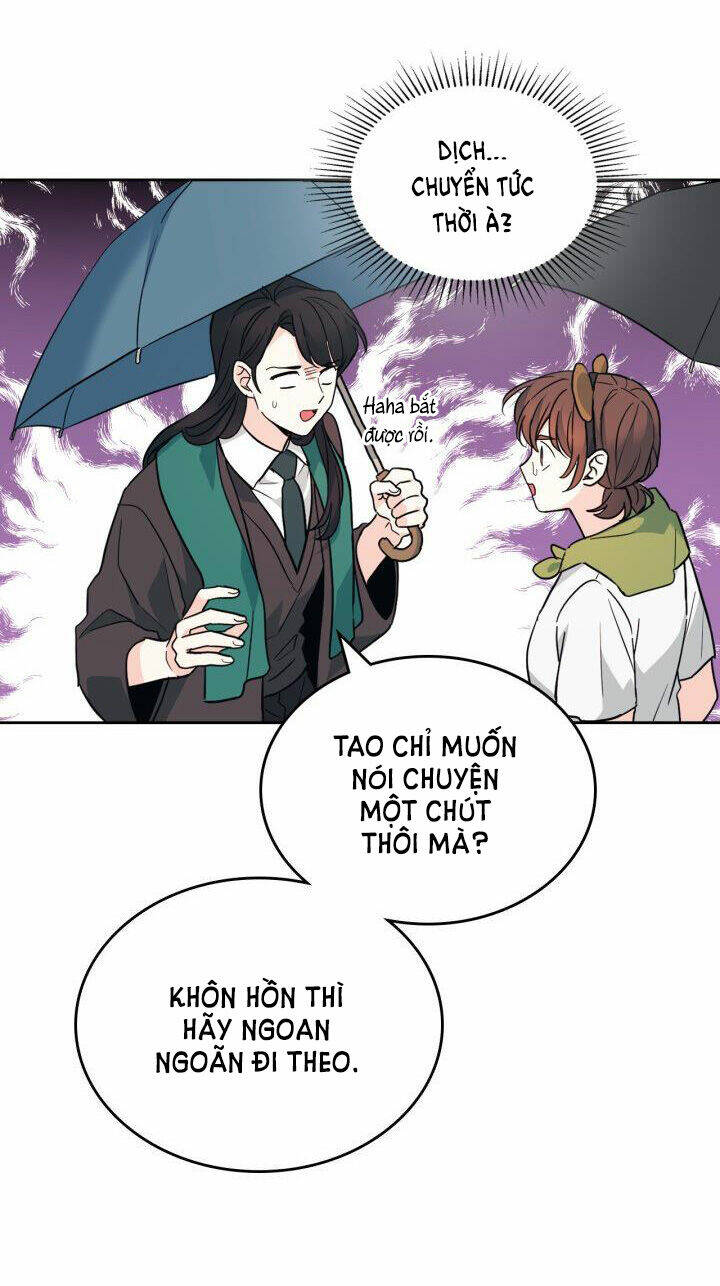 DỊCH...
CHUYỂN TỨC
THỜI À?
Haha bắt
được rồi.
TAO CHỈ MUỐN
NÓI CHUYỆN
MỘT CHÚT
THÔI MÀ?
KHÔN HỒN THÌ
HÃY NGOAN
NGOÃN ĐI THEO.